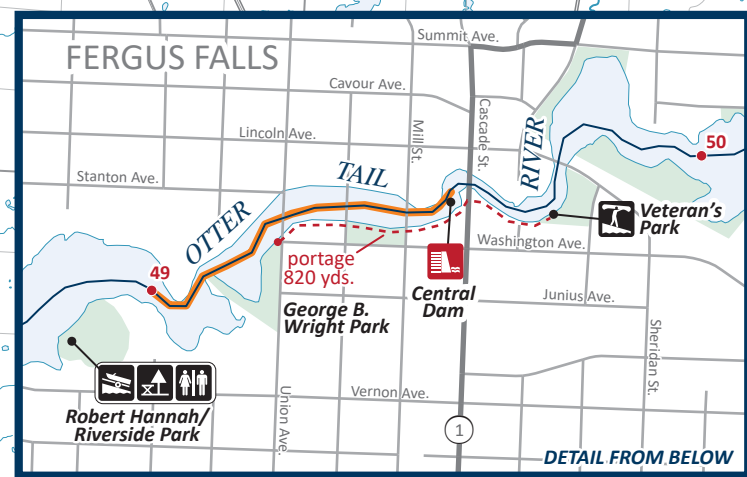 FERGUS FALLS
Summit Ave.
Cavour Ave.
Lincoln Ave.
Mill St.
Cascade St.
RIVER
50
Stanton Ave.
TAIL
OTTER
Veteran's
Park
Washington Ave.
portage
820 yds.
49
Central
Dam
Junius Ave.
George B.
Wright Park
Sheridan St.
Union Ave.
Vernon Ave.
Robert Hannah/
Riverside Park
1
DETAIL FROM BELOW